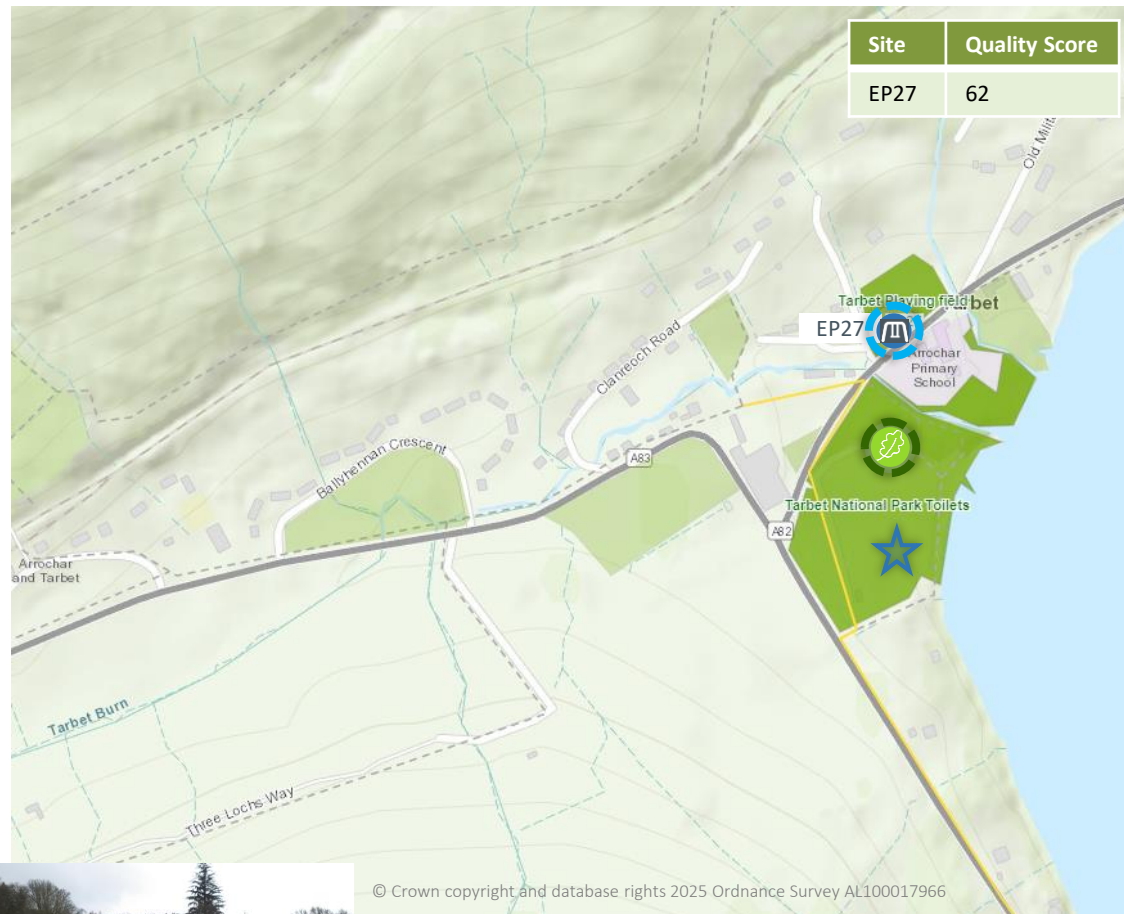 Site Quality Score
EP27 62
Old Milit
Tarbet Playing field
Tarbet
EP27
Arrochar
Primary
School
Clanreoch Road
A83
Ballyhennan Crescent
Tarbet National Park Toilets
A82
Arrochar
and Tarbet
Tarbet Burn
Three Lochs Way
© Crown copyright and database rights 2025 Ordnance Survey AL100017966